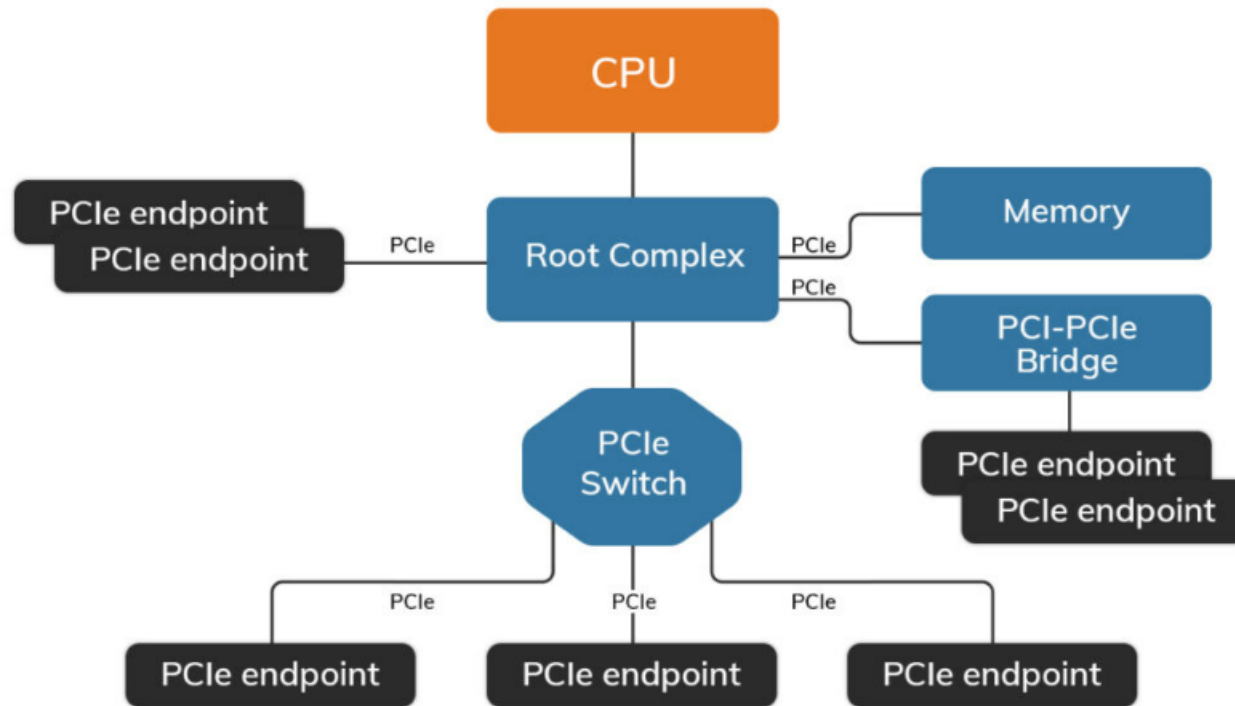 CPU
PCIe endpoint
PCIe endpoint
PCIe
Root Complex
PCIe
Memory
PCIe
PCI-PCIe
Bridge
PCIe endpoint
PCIe endpoint
PCIe
Switch
PCIe
PCIe
PCIe
PCIe endpoint
PCIe endpoint
PCIe endpoint